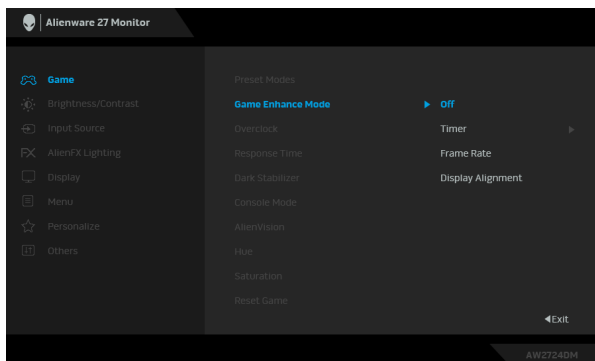 Alienware 27 Monitor
Game
Brightness/Contrast
Input Source
AlienFX Lighting
Display
Menu
Personalize
Others
Preset Modes
Game Enhance Mode
Overclock
Response Time
Dark Stabilizer
Console Mode
AlienVision
Hue
Saturation
Reset Game
Off
Timer
Frame Rate
Display Alignment
Exit
AW2724DM